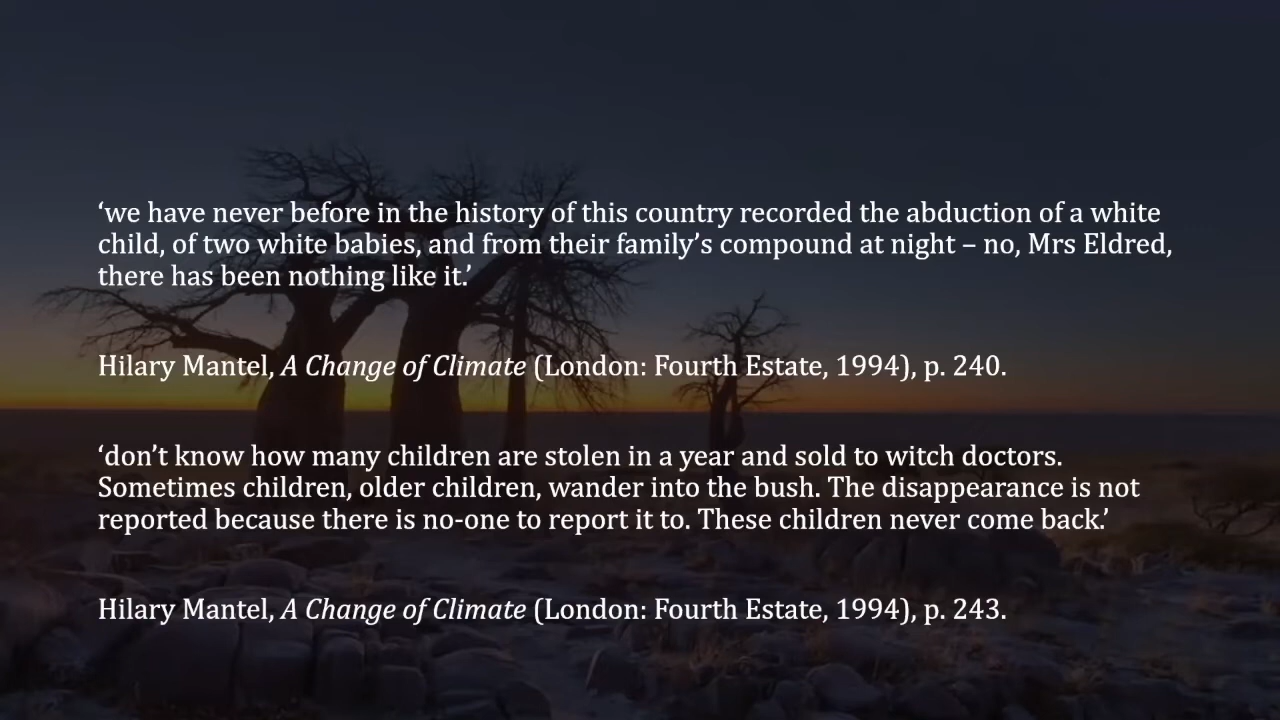 ‘we have never before in the history of this country recorded the abduction of a white
child, of two white babies, and from their family’s compound at night – no, Mrs Eldred,
there has been nothing like it.’
Hilary Mantel, A Change of Climate (London: Fourth Estate, 1994), p. 240.
‘don’t know how many children are stolen in a year and sold to witch doctors.
Sometimes children, older children, wander into the bush. The disappearance is not
reported because there is no-one to report it to. These children never come back.’
Hilary Mantel, A Change of Climate (London: Fourth Estate, 1994), p. 243.